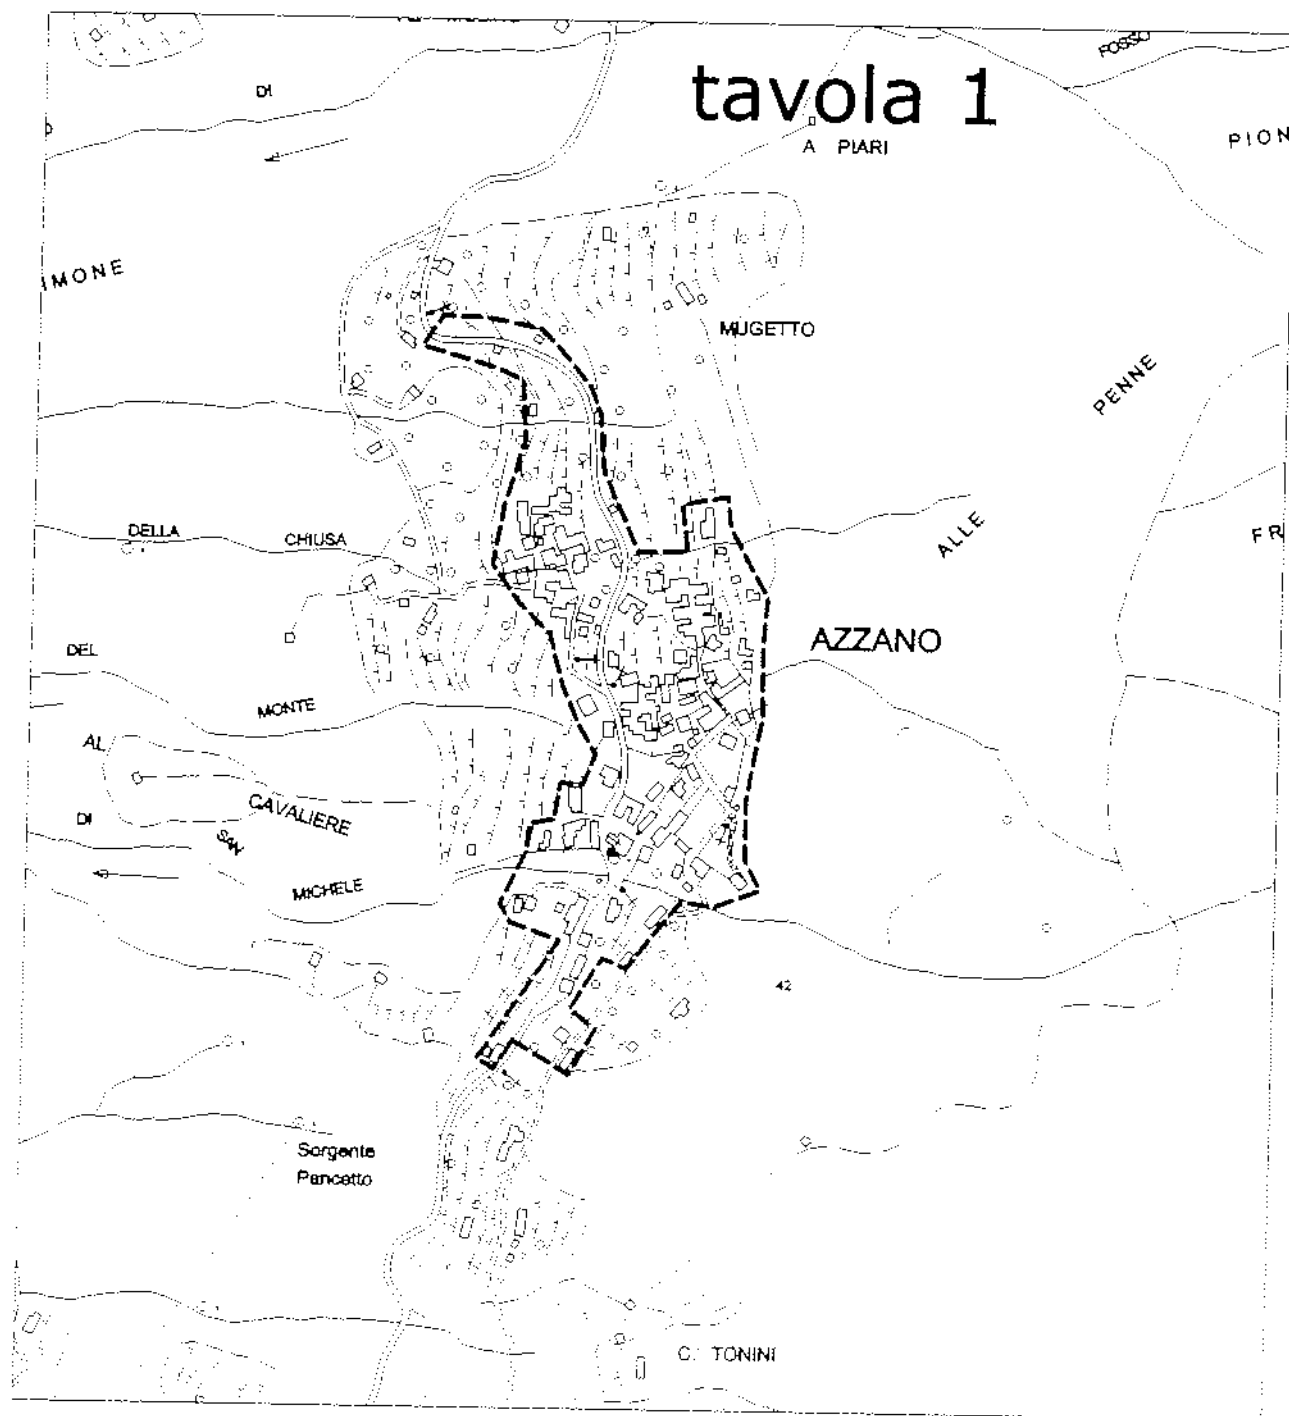 tavola 1
FOSSO
DI
A PIARI
PION
IMONE
MUGETTO
PENNE
DELLA
CHIUSA
ALLE
FR
AZZANO
DEL
MONTE
AL
CAVALIERE
DI
SAN
MICHELE
42
Sorgente
Pancetto
C. TONINI